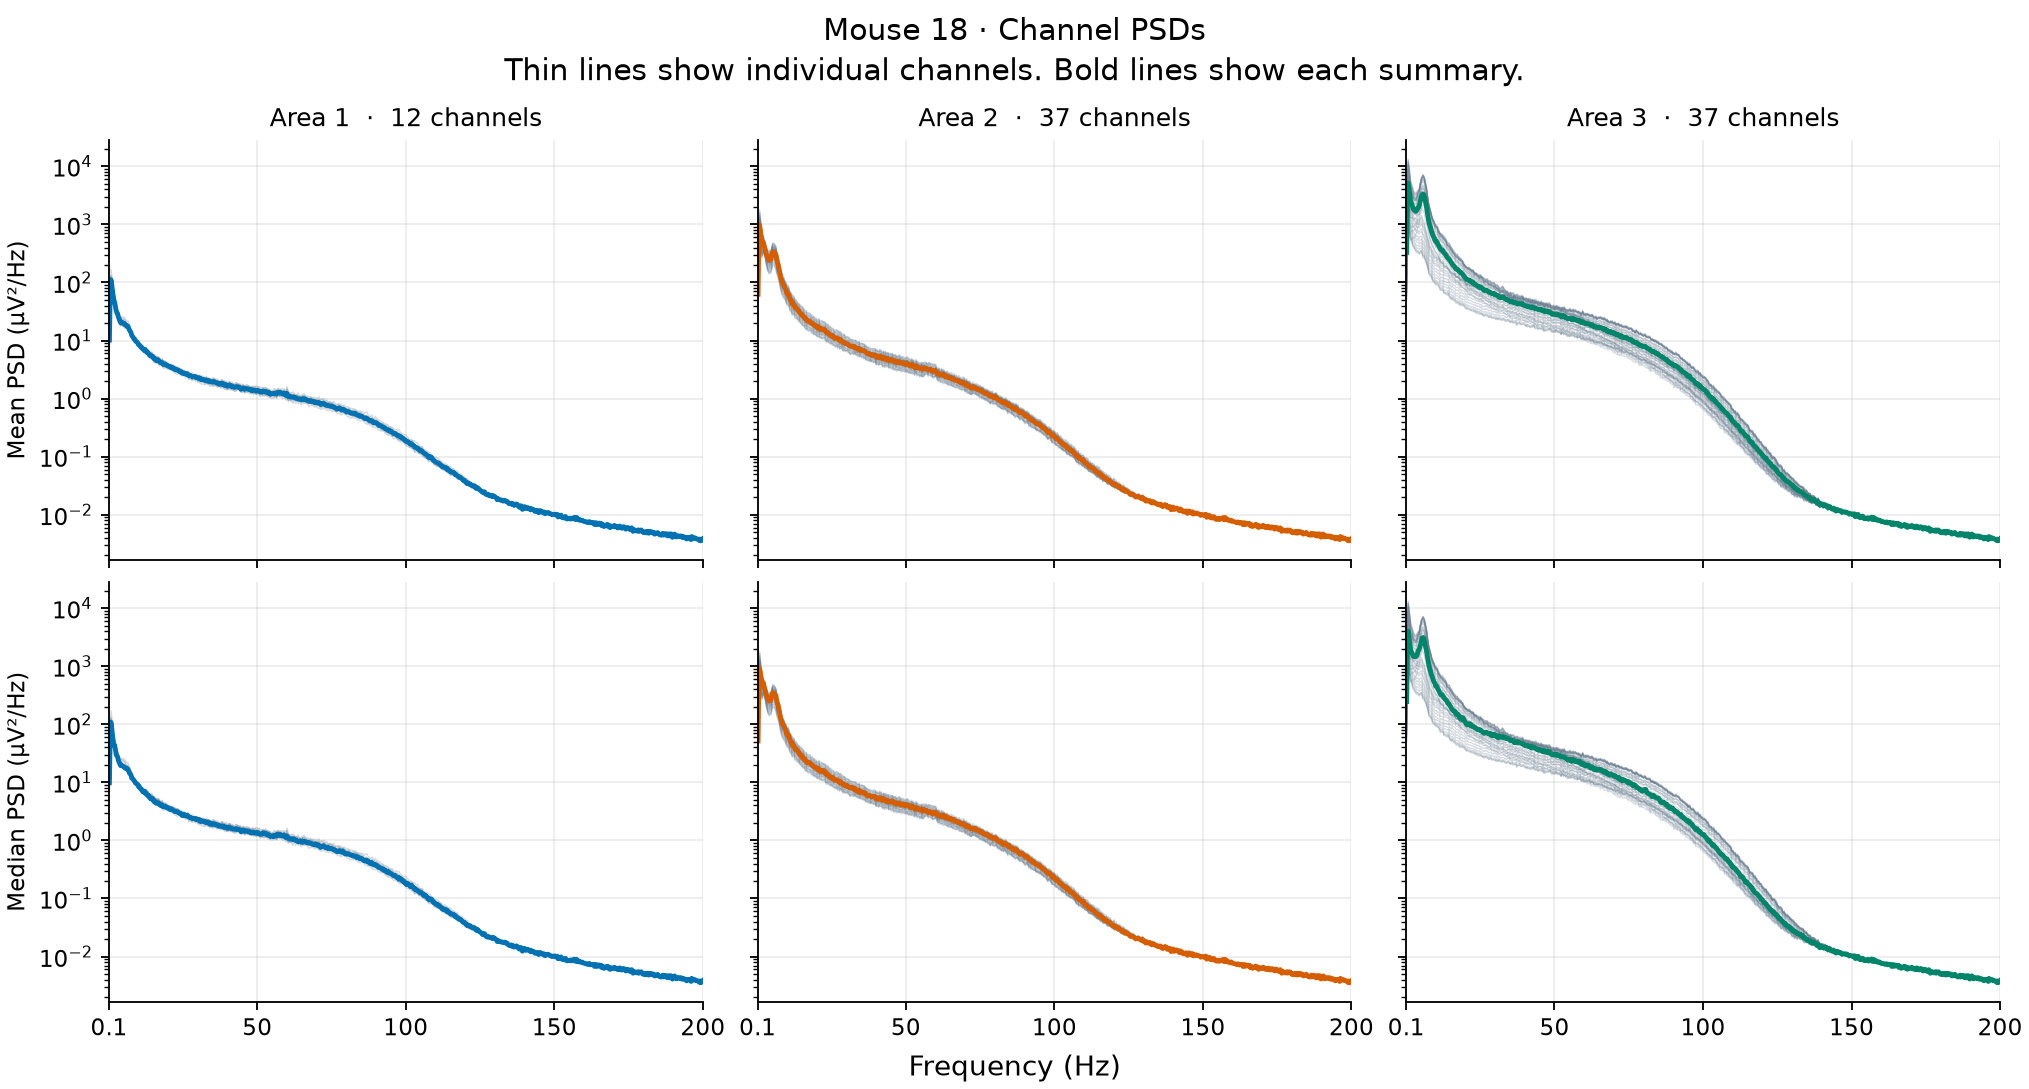 Mouse 18 · Channel PSDs
Thin lines show individual channels. Bold lines show each summary.
Area 1 · 12 channels
Area 2 · 37 channels
Area 3 · 37 channels
Mean PSD (µV²/Hz)
10⁴
10³
10²
10¹
10⁰
10⁻¹
10⁻²
Median PSD (µV²/Hz)
10⁴
10³
10²
10¹
10⁰
10⁻¹
10⁻²
0.1 50 100 150 200
0.1 50 100 150 200
0.1 50 100 150 200
Frequency (Hz)